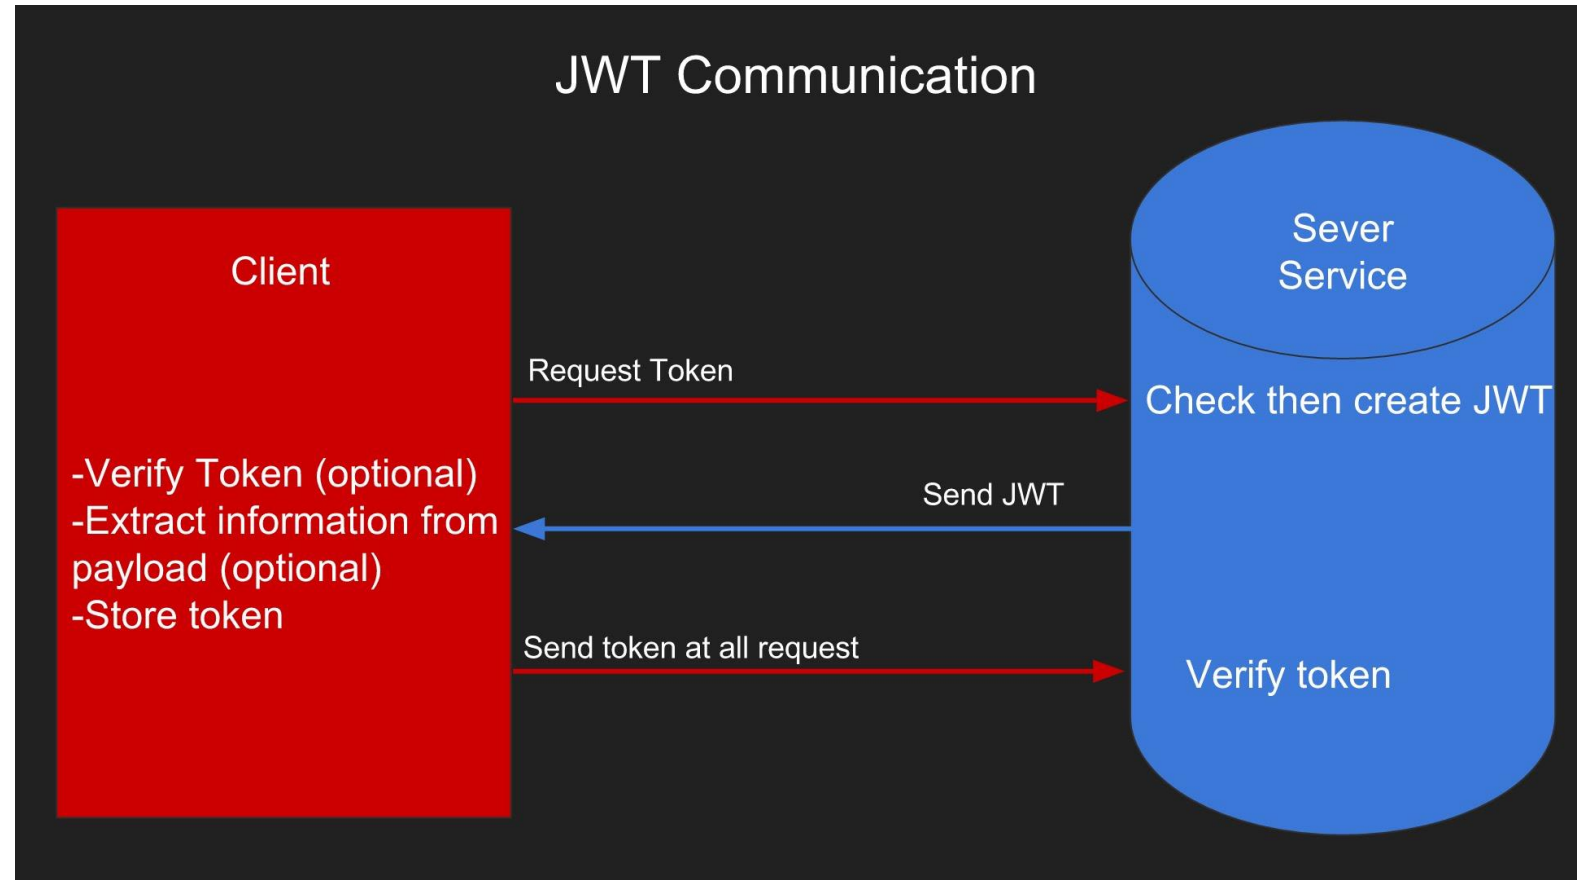 JWT Communication
Client
-Verify Token (optional)
-Extract information from
payload (optional)
-Store token
Request Token
Send JWT
Send token at all request
Sever
Service
Check then create JWT
Verify token